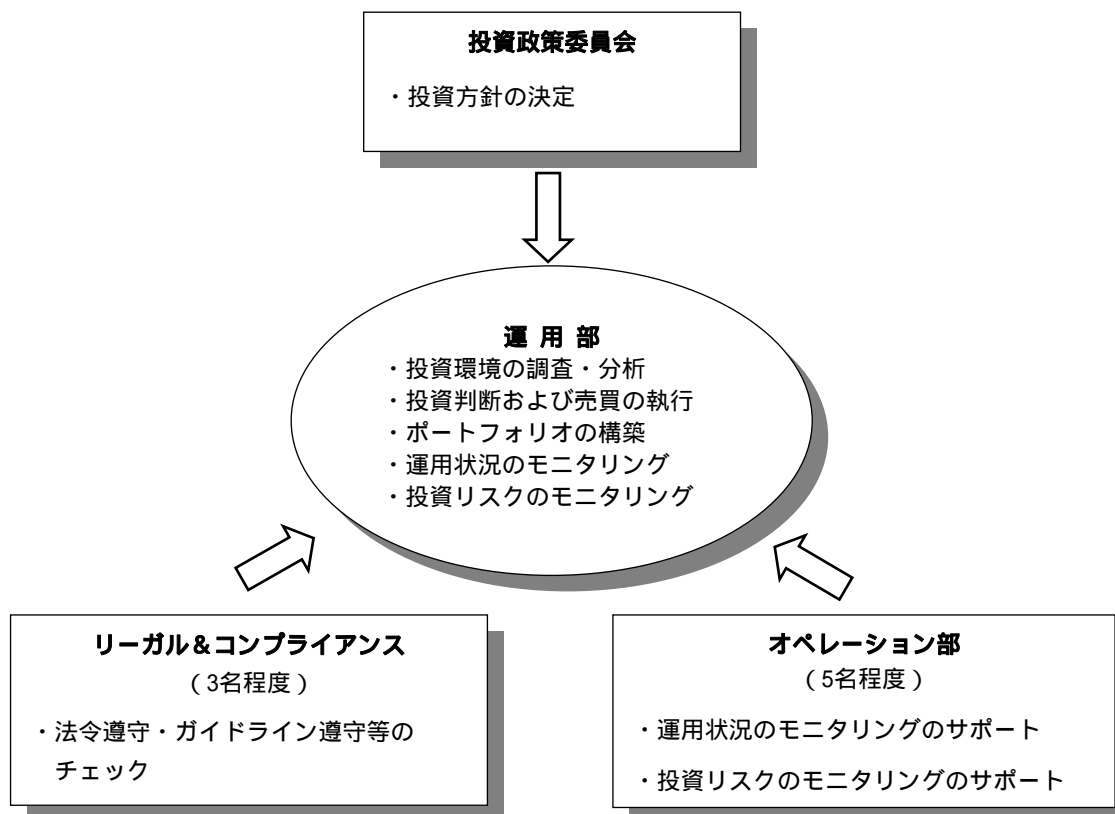 投資政策委員会
・投資方針の決定
運 用 部
・投資環境の調査・分析
・投資判断および売買の執行
・ポートフォリオの構築
・運用状況のモニタリング
・投資リスクのモニタリング
リーガル＆コンプライアンス
（3名程度）
・法令遵守・ガイドライン遵守等の
チェック
オペレーション部
（5名程度）
・運用状況のモニタリングのサポート
・投資リスクのモニタリングのサポート